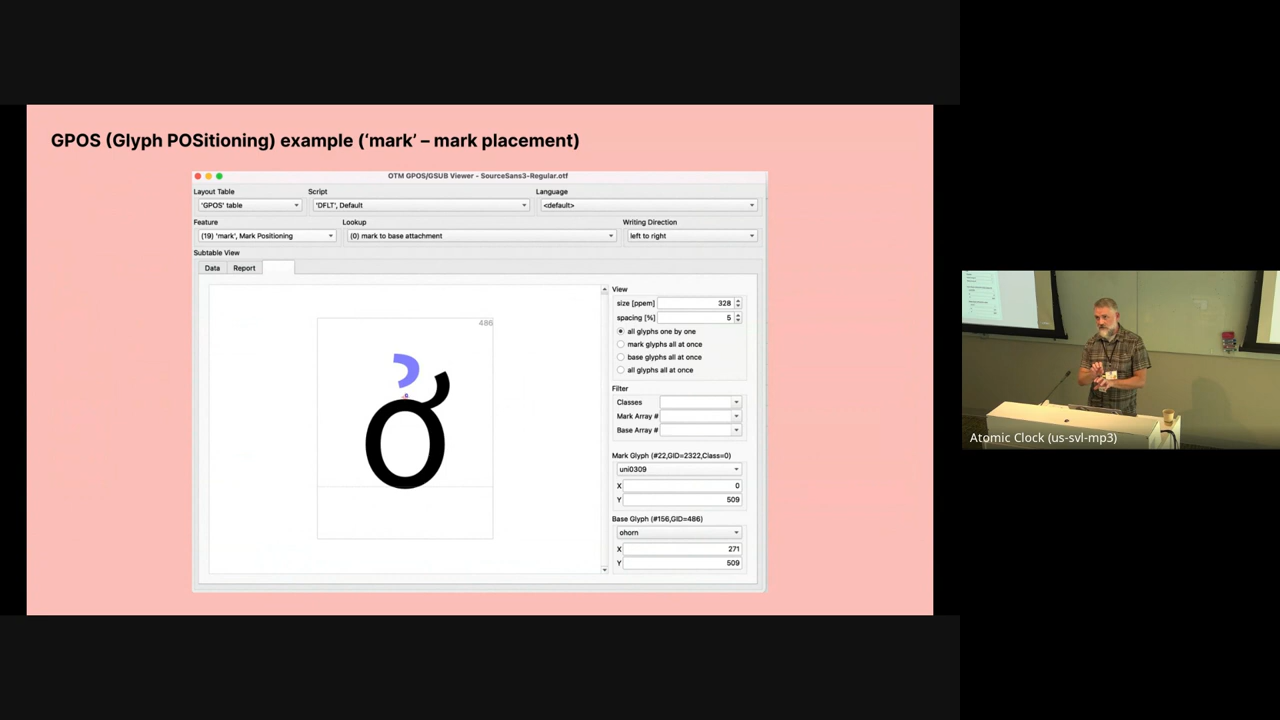 GPOS (Glyph POSitioning) example (‘mark’ – mark placement)
OTM GPOS/GSUB Viewer - SourceSans3-Regular.otf
Layout Table
Script
Language
'GPOS' table
'DFLT', Default
<default>
Feature
Lookup
Writing Direction
(19) 'mark', Mark Positioning
(0) mark to base attachment
left to right
Subtable View
Data
Report
486
View
size [ppem] 328
spacing [%] 5
all glyphs one by one
mark glyphs all at once
base glyphs all at once
all glyphs all at once
Filter
Classes
Mark Array #
Base Array #
Mark Glyph (#22,GID=2322,Class=0)
uni0309
X 0
Y 509
Base Glyph (#156,GID=486)
ohorn
X 271
Y 509
ở
Atomic Clock (us-svl-mp3)